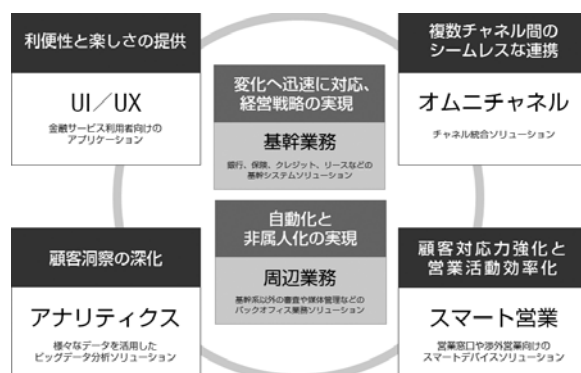 利便性と楽しさの提供
UI／UX
金融サービス利用者向けの
アプリケーション
変化へ迅速に対応、
経営戦略の実現
基幹業務
銀行、保険、クレジット、リースなどの
基幹システムソリューション
複数チャネル間の
シームレスな連携
オムニチャネル
チャネル統合ソリューション
顧客洞察の深化
アナリティクス
様々なデータを活用した
ビッグデータ分析ソリューション
自動化と
非属人化の実現
周辺業務
基幹系以外の審査や媒体管理などの
バックオフィス業務ソリューション
顧客対応力強化と
営業活動効率化
スマート営業
営業窓口や渉外営業向けの
スマートデバイスソリューション